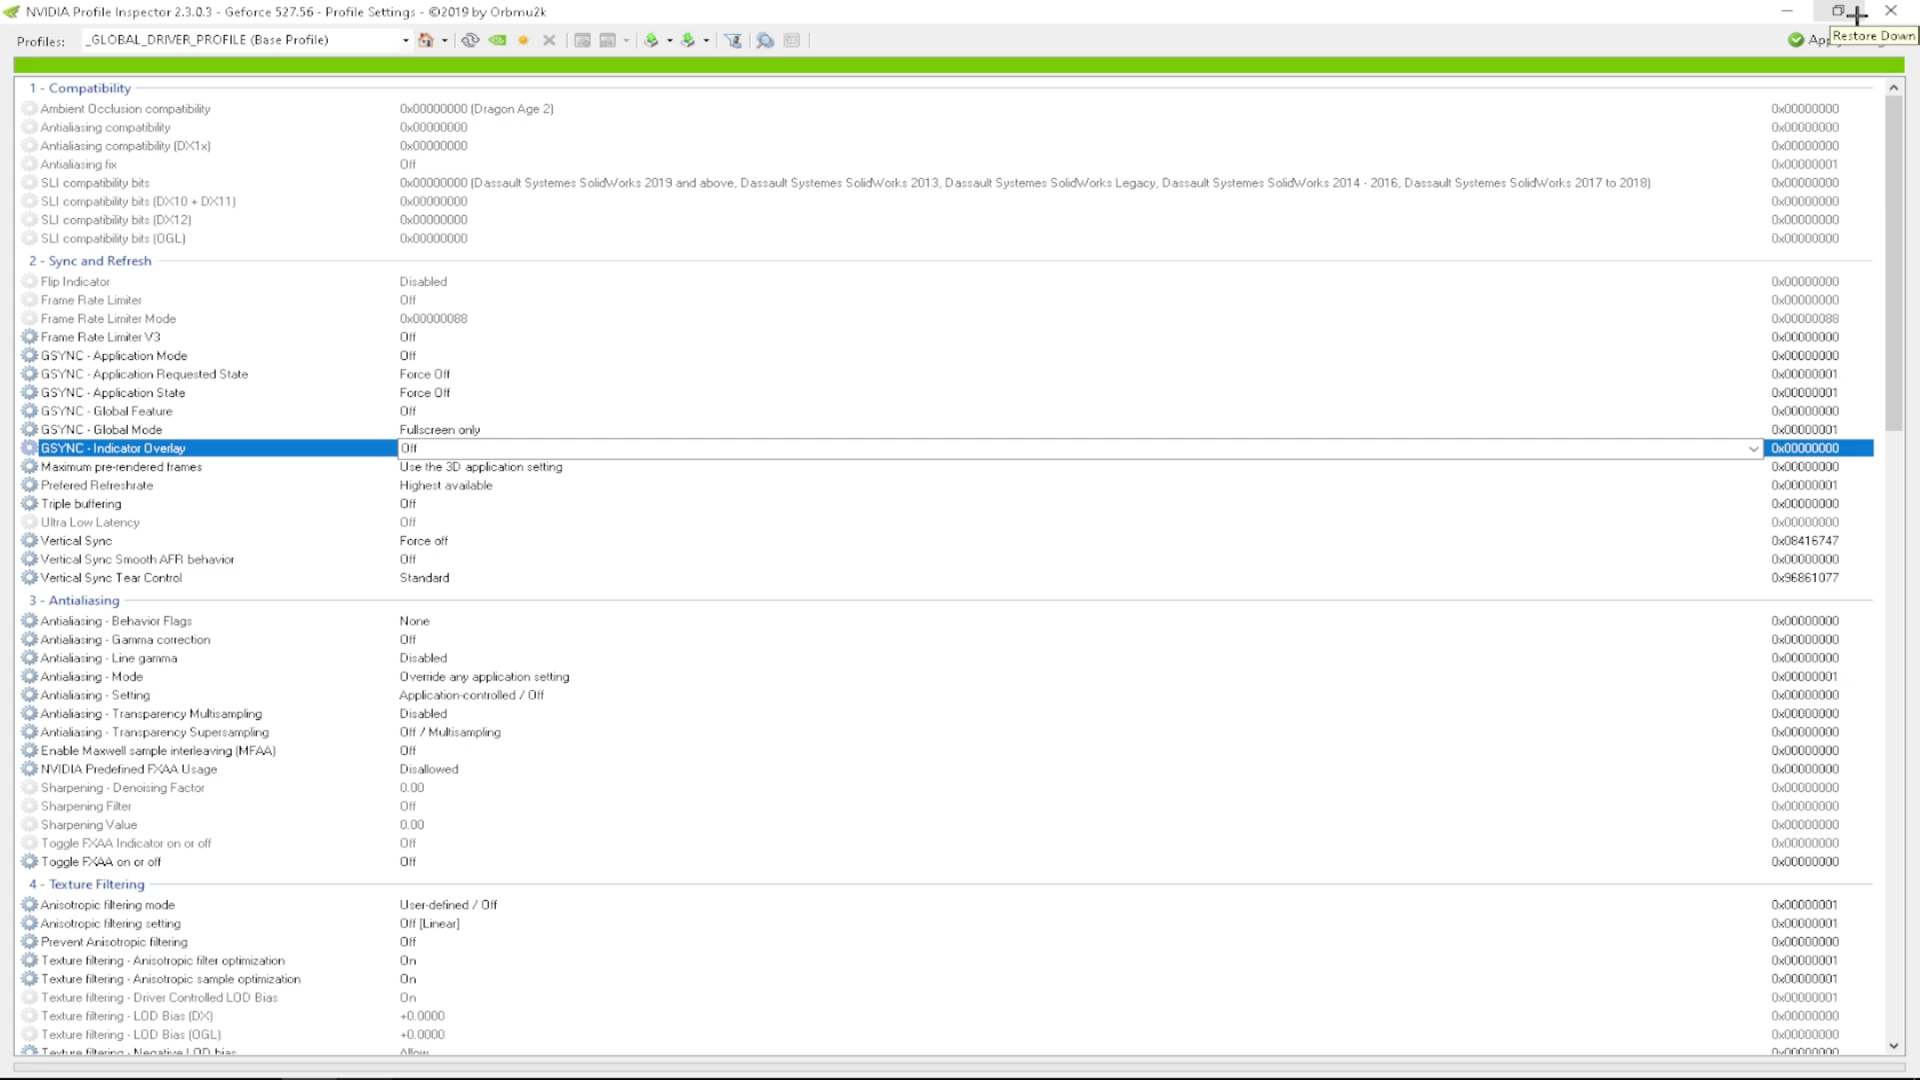 NVIDIA Profile Inspector 2.3.0.3 - Geforce 527.56 - Profile Settings - ©2019 by Orbmu2k
Profiles: _GLOBAL_DRIVER_PROFILE (Base Profile)
Restore Down
1 - Compatibility
Ambient Occlusion compatibility 0x00000000 (Dragon Age 2) 0x00000000
Antialiasing compatibility 0x00000000 0x00000000
Antialiasing compatibility (DX1x) 0x00000000 0x00000000
Antialiasing fix Off 0x00000001
SLI compatibility bits 0x00000000 (Dassault Systemes SolidWorks 2019 and above, Dassault Systemes SolidWorks 2013, Dassault Systemes SolidWorks Legacy, Dassault Systemes SolidWorks 2014 - 2016, Dassault Systemes SolidWorks 2017 to 2018) 0x00000000
SLI compatibility bits (DX10 + DX11) 0x00000000 0x00000000
SLI compatibility bits (DX12) 0x00000000 0x00000000
SLI compatibility bits (OGL) 0x00000000 0x00000000
2 - Sync and Refresh
Flip Indicator Disabled 0x00000000
Frame Rate Limiter Off 0x00000000
Frame Rate Limiter Mode 0x00000088 0x00000088
Frame Rate Limiter V3 Off 0x00000000
GSYNC - Application Mode Off 0x00000000
GSYNC - Application Requested State Force Off 0x00000001
GSYNC - Application State Force Off 0x00000001
GSYNC - Global Feature Off 0x00000000
GSYNC - Global Mode Fullscreen only 0x00000001
GSYNC - Indicator Overlay Off 0x00000000
Maximum pre-rendered frames Use the 3D application setting 0x00000000
Prefered Refreshrate Highest available 0x00000001
Triple buffering Off 0x00000000
Ultra Low Latency Off 0x00000000
Vertical Sync Force off 0x08416747
Vertical Sync Smooth AFR behavior Off 0x00000000
Vertical Sync Tear Control Standard 0x96861077
3 - Antialiasing
Antialiasing - Behavior Flags None 0x00000000
Antialiasing - Gamma correction Off 0x00000000
Antialiasing - Line gamma Disabled 0x00000000
Antialiasing - Mode Override any application setting 0x00000001
Antialiasing - Setting Application-controlled / Off 0x00000000
Antialiasing - Transparency Multisampling Disabled 0x00000000
Antialiasing - Transparency Supersampling Off / Multisampling 0x00000000
Enable Maxwell sample interleaving (MFAA) Off 0x00000000
NVIDIA Predefined FXAA Usage Disallowed 0x00000000
Sharpening - Denoising Factor 0.00 0x00000000
Sharpening Filter Off 0x00000000
Sharpening Value 0.00 0x00000000
Toggle FXAA Indicator on or off Off 0x00000000
Toggle FXAA on or off Off 0x00000000
4 - Texture Filtering
Anisotropic filtering mode User-defined / Off 0x00000001
Anisotropic filtering setting Off [Linear] 0x00000001
Prevent Anisotropic filtering Off 0x00000000
Texture filtering - Anisotropic filter optimization On 0x00000001
Texture filtering - Anisotropic sample optimization On 0x00000001
Texture filtering - Driver Controlled LOD Bias On 0x00000001
Texture filtering - LOD Bias (DX) +0.0000 0x00000000
Texture filtering - LOD Bias (OGL) +0.0000 0x00000000
Texture filtering - Negative LOD bias Allow 0x00000000